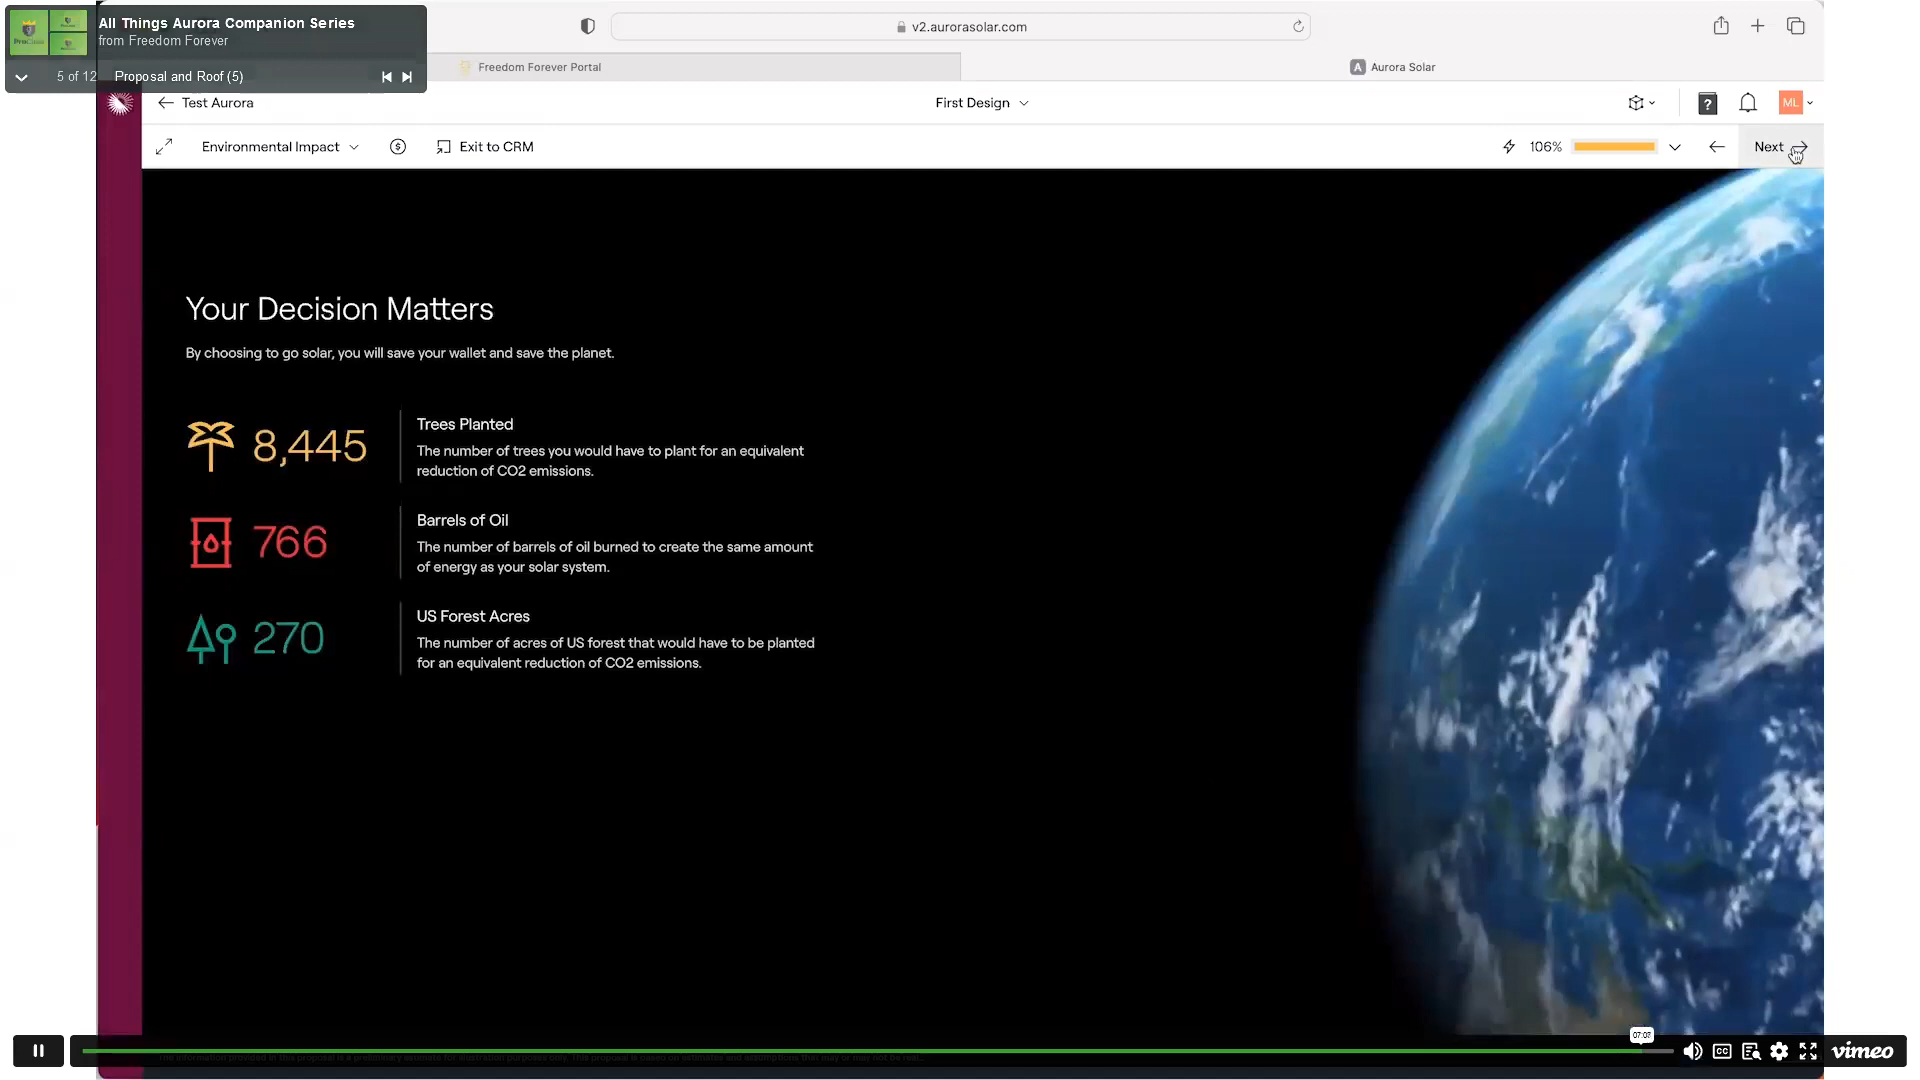 All Things Aurora Companion Series
from Freedom Forever
5 of 12 Proposal and Roof (5)
v2.aurorasolar.com
Freedom Forever Portal
Aurora Solar
Test Aurora
First Design
?
ML
Environmental Impact
$
Exit to CRM
106%
Next
Your Decision Matters
By choosing to go solar, you will save your wallet and save the planet.
8,445
Trees Planted
The number of trees you would have to plant for an equivalent
reduction of CO2 emissions.
766
Barrels of Oil
The number of barrels of oil burned to create the same amount
of energy as your solar system.
270
US Forest Acres
The number of acres of US forest that would have to be planted
for an equivalent reduction of CO2 emissions.
CC
vimeo